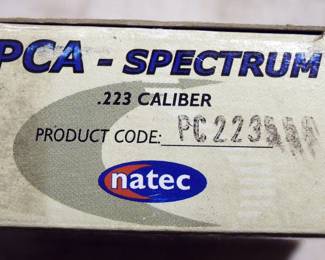 PCA - SPECTRUM
.223 CALIBER
PRODUCT CODE:
natec